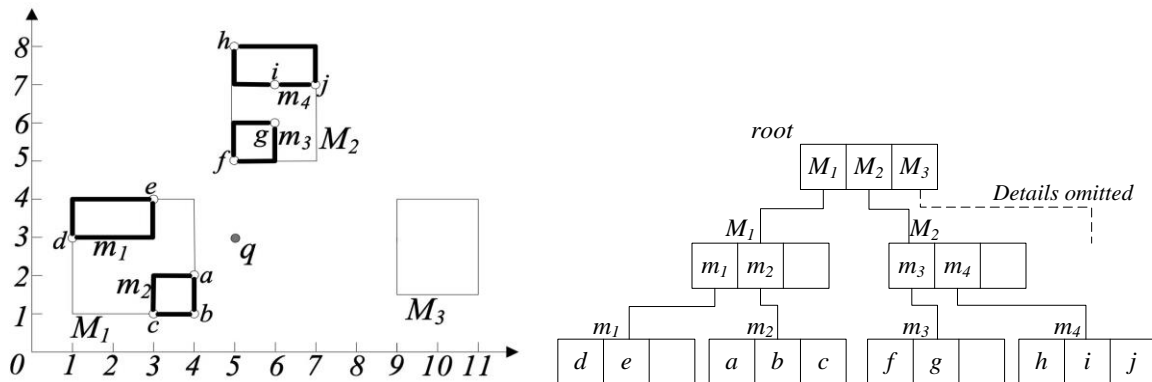 8
7
6
5
4
3
2
1
0
1 2 3 4 5 6 7 8 9 10 11
h
i
j
m4
g m3 M2
f
e
d
m1
q
a
m2
c b
M1
M3
root
M1 M2 M3
Details omitted
M1 M2
m1 m2 m3 m4
m1 m2 m3 m4
d e a b c f g h i j